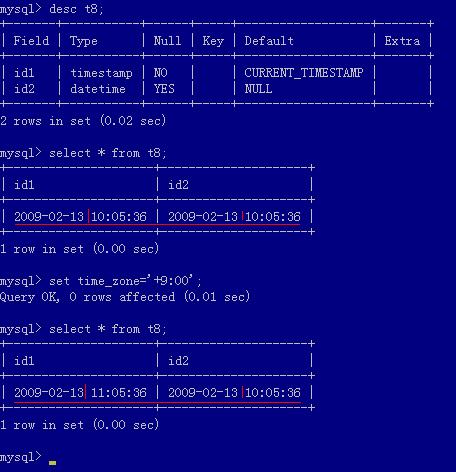 mysql> desc t8;
+-------+-----------+------+-----+-------------------+-------+
| Field | Type | Null | Key | Default | Extra |
+-------+-----------+------+-----+-------------------+-------+
| id1 | timestamp | NO | | CURRENT_TIMESTAMP | |
| id2 | datetime | YES | | NULL | |
+-------+-----------+------+-----+-------------------+-------+
2 rows in set (0.02 sec)
mysql> select * from t8;
+---------------------+---------------------+
| id1 | id2 |
+---------------------+---------------------+
| 2009-02-13 10:05:36 | 2009-02-13 10:05:36 |
+---------------------+---------------------+
1 row in set (0.00 sec)
mysql> set time_zone='+9:00';
Query OK, 0 rows affected (0.01 sec)
mysql> select * from t8;
+---------------------+---------------------+
| id1 | id2 |
+---------------------+---------------------+
| 2009-02-13 11:05:36 | 2009-02-13 10:05:36 |
+---------------------+---------------------+
1 row in set (0.00 sec)
mysql> _